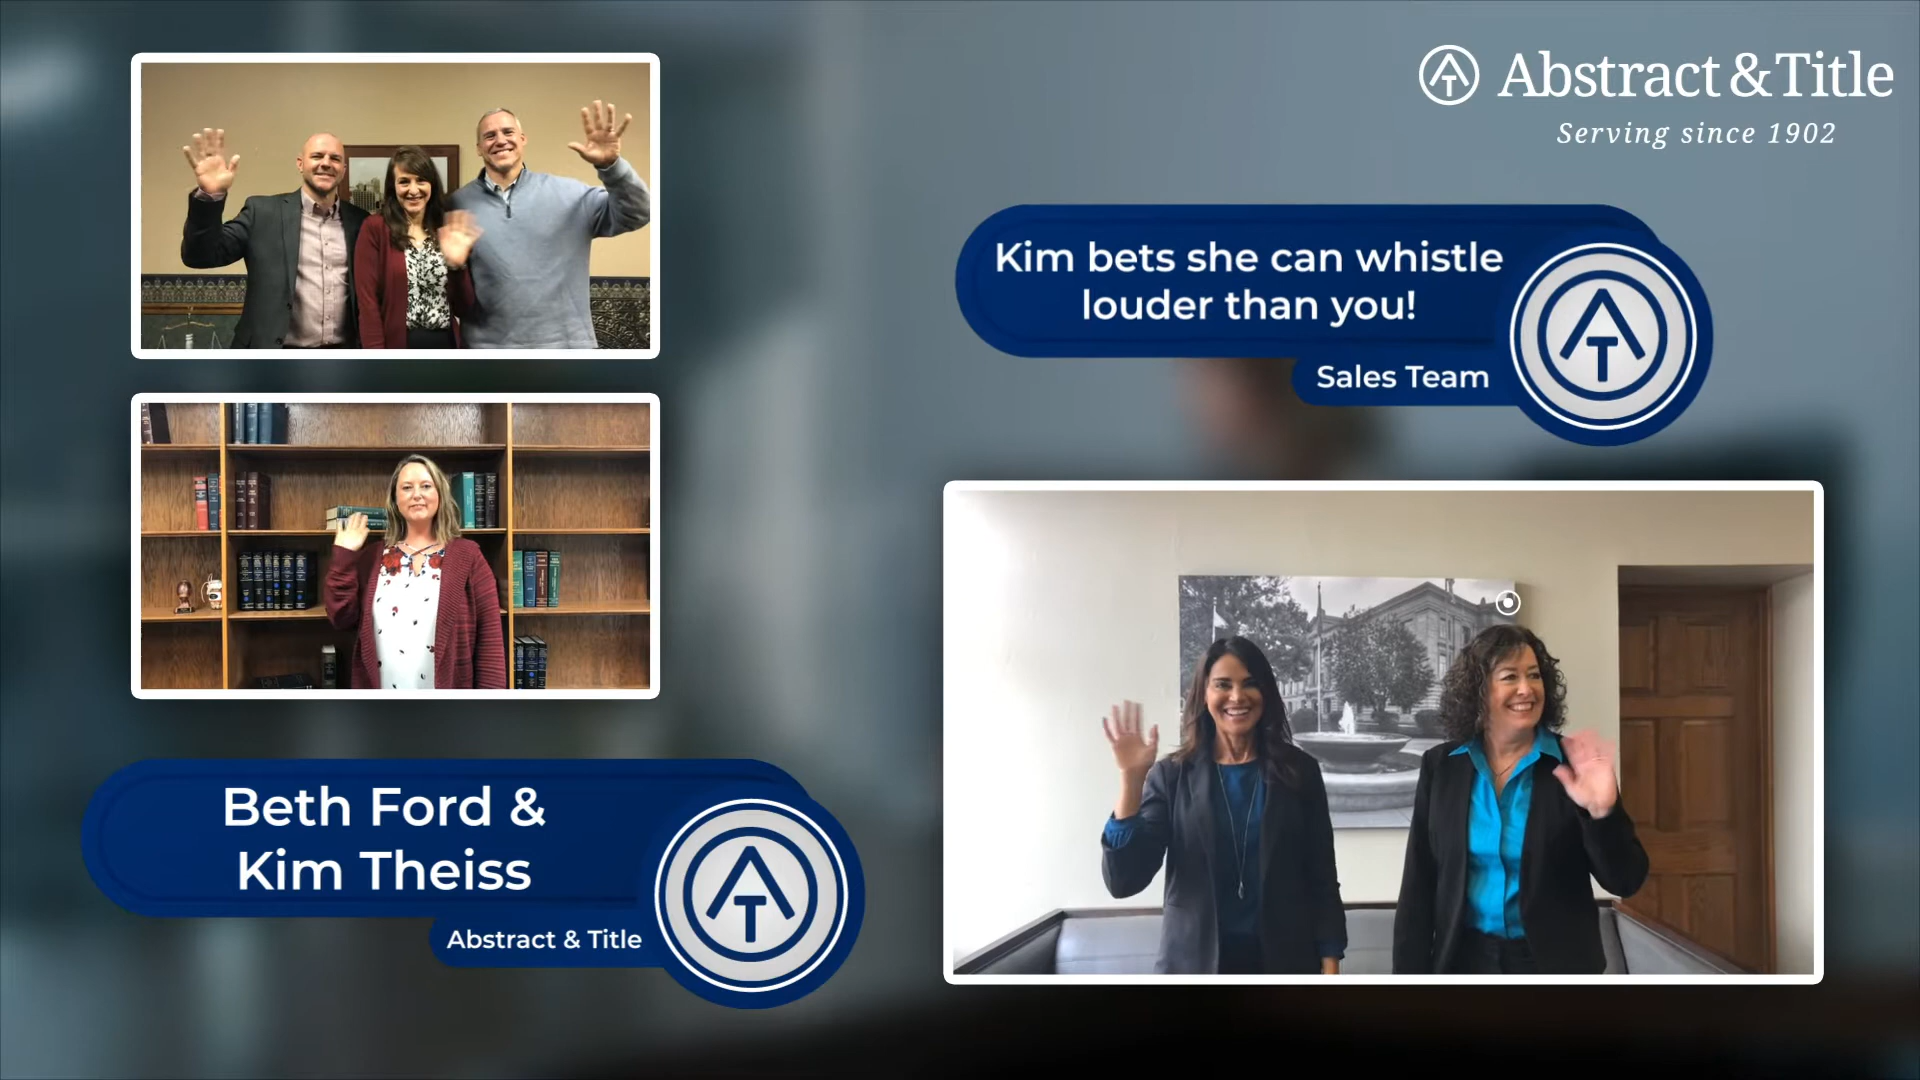 Abstract & Title
Serving since 1902
Kim bets she can whistle
louder than you!
Sales Team
Beth Ford &
Kim Theiss
Abstract & Title